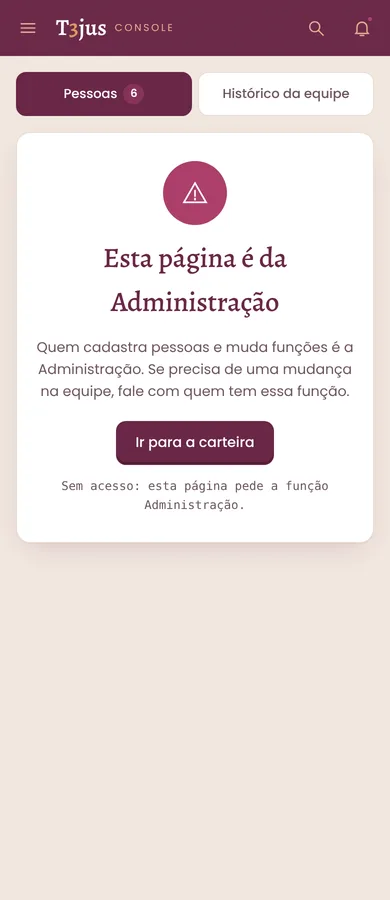 T3jus CONSOLE
Pessoas 6
Histórico da equipe
Esta página é da
Administração
Quem cadastra pessoas e muda funções é a
Administração. Se precisa de uma mudança
na equipe, fale com quem tem essa função.
Ir para a carteira
Sem acesso: esta página pede a função
Administração.